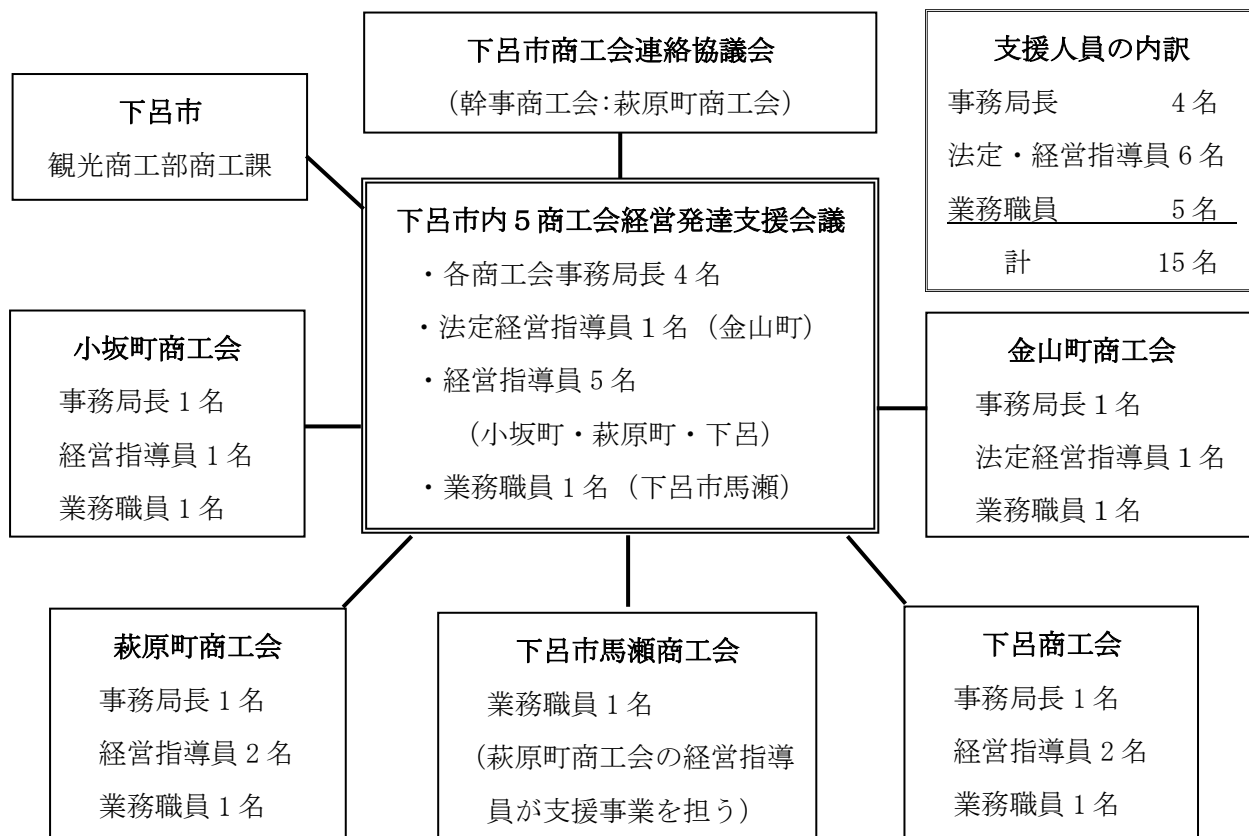 下呂市商工会連絡協議会
(幹事商工会:萩原町商工会)
支援人員の内訳
事務局長 4名
法定・経営指導員 6名
業務職員 5名
計 15名
下呂市
観光商工部商工課
下呂市内5商工会経営発達支援会議
・各商工会事務局長 4 名
・法定経営指導員 1 名 (金山町)
・経営指導員 5 名
(小坂町・萩原町・下呂)
・業務職員 1 名 (下呂市馬瀬)
小坂町商工会
事務局長 1 名
経営指導員 1 名
業務職員 1 名
金山町商工会
事務局長1名
法定経営指導員1名
業務職員1名
萩原町商工会
事務局長 1 名
経営指導員 2 名
業務職員 1 名
下呂市馬瀬商工会
業務職員 1 名
(萩原町商工会の経営指導
員が支援事業を担う)
下呂商工会
事務局長 1 名
経営指導員 2 名
業務職員 1 名